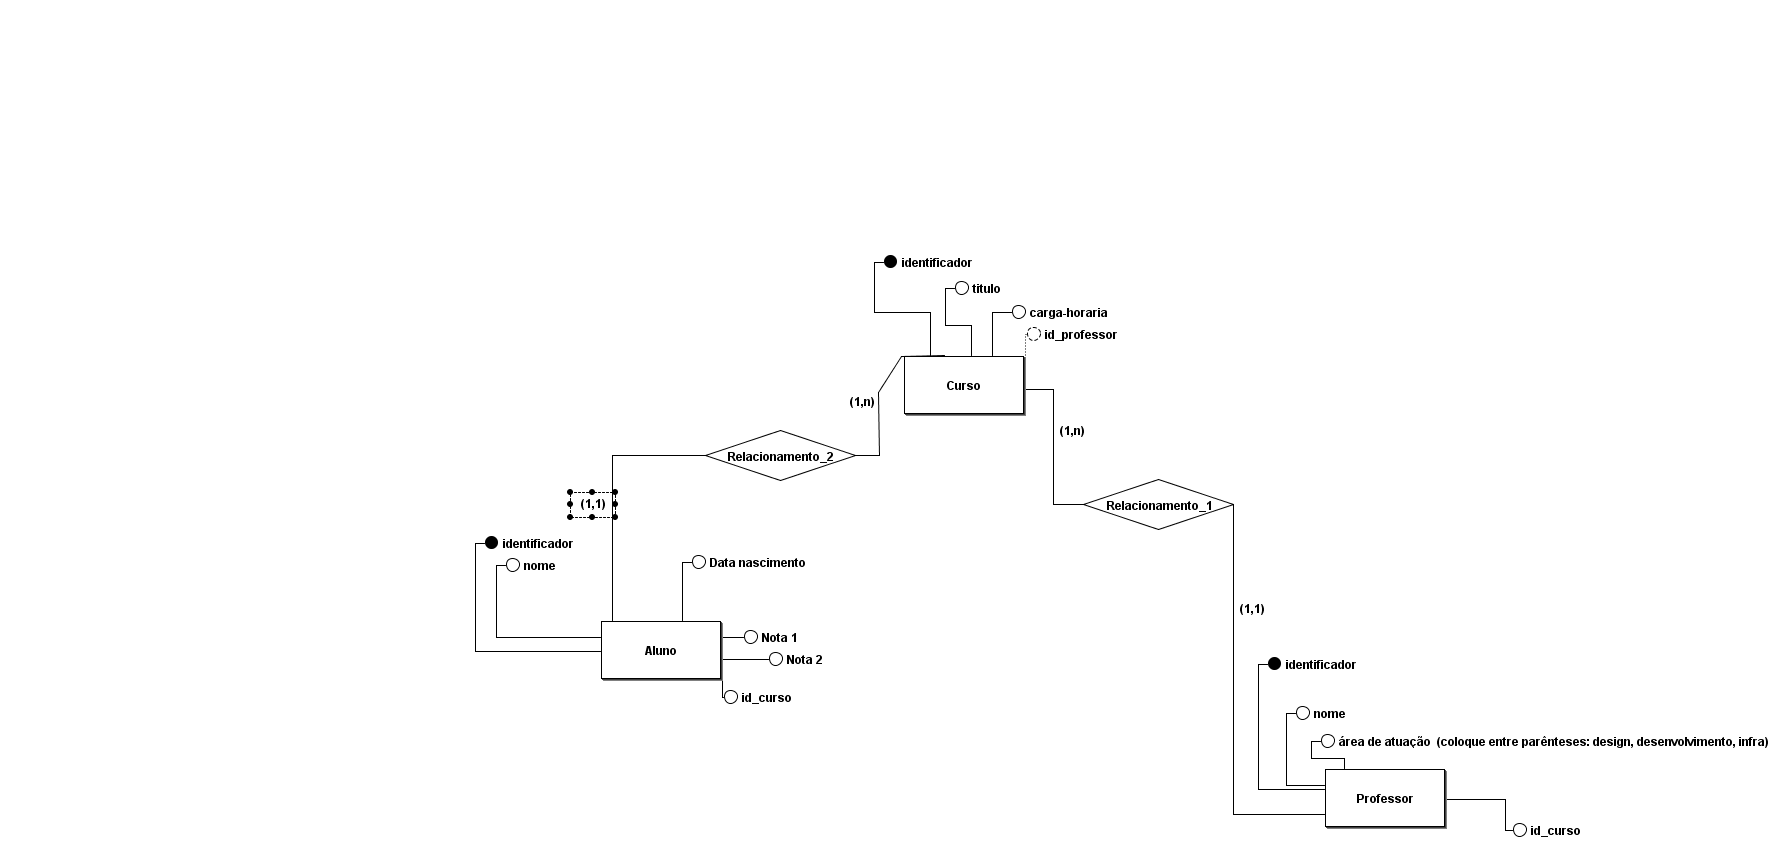 identificador
titulo
carga-horaria
id_professor
Curso
(1,n)
(1,n)
Relacionamento_2
(1,1)
Relacionamento_1
identificador
nome
Data nascimento
(1,1)
Nota 1
Aluno
Nota 2
identificador
id_curso
nome
área de atuação  (coloque entre parênteses: design, desenvolvimento, infra)
Professor
id_curso